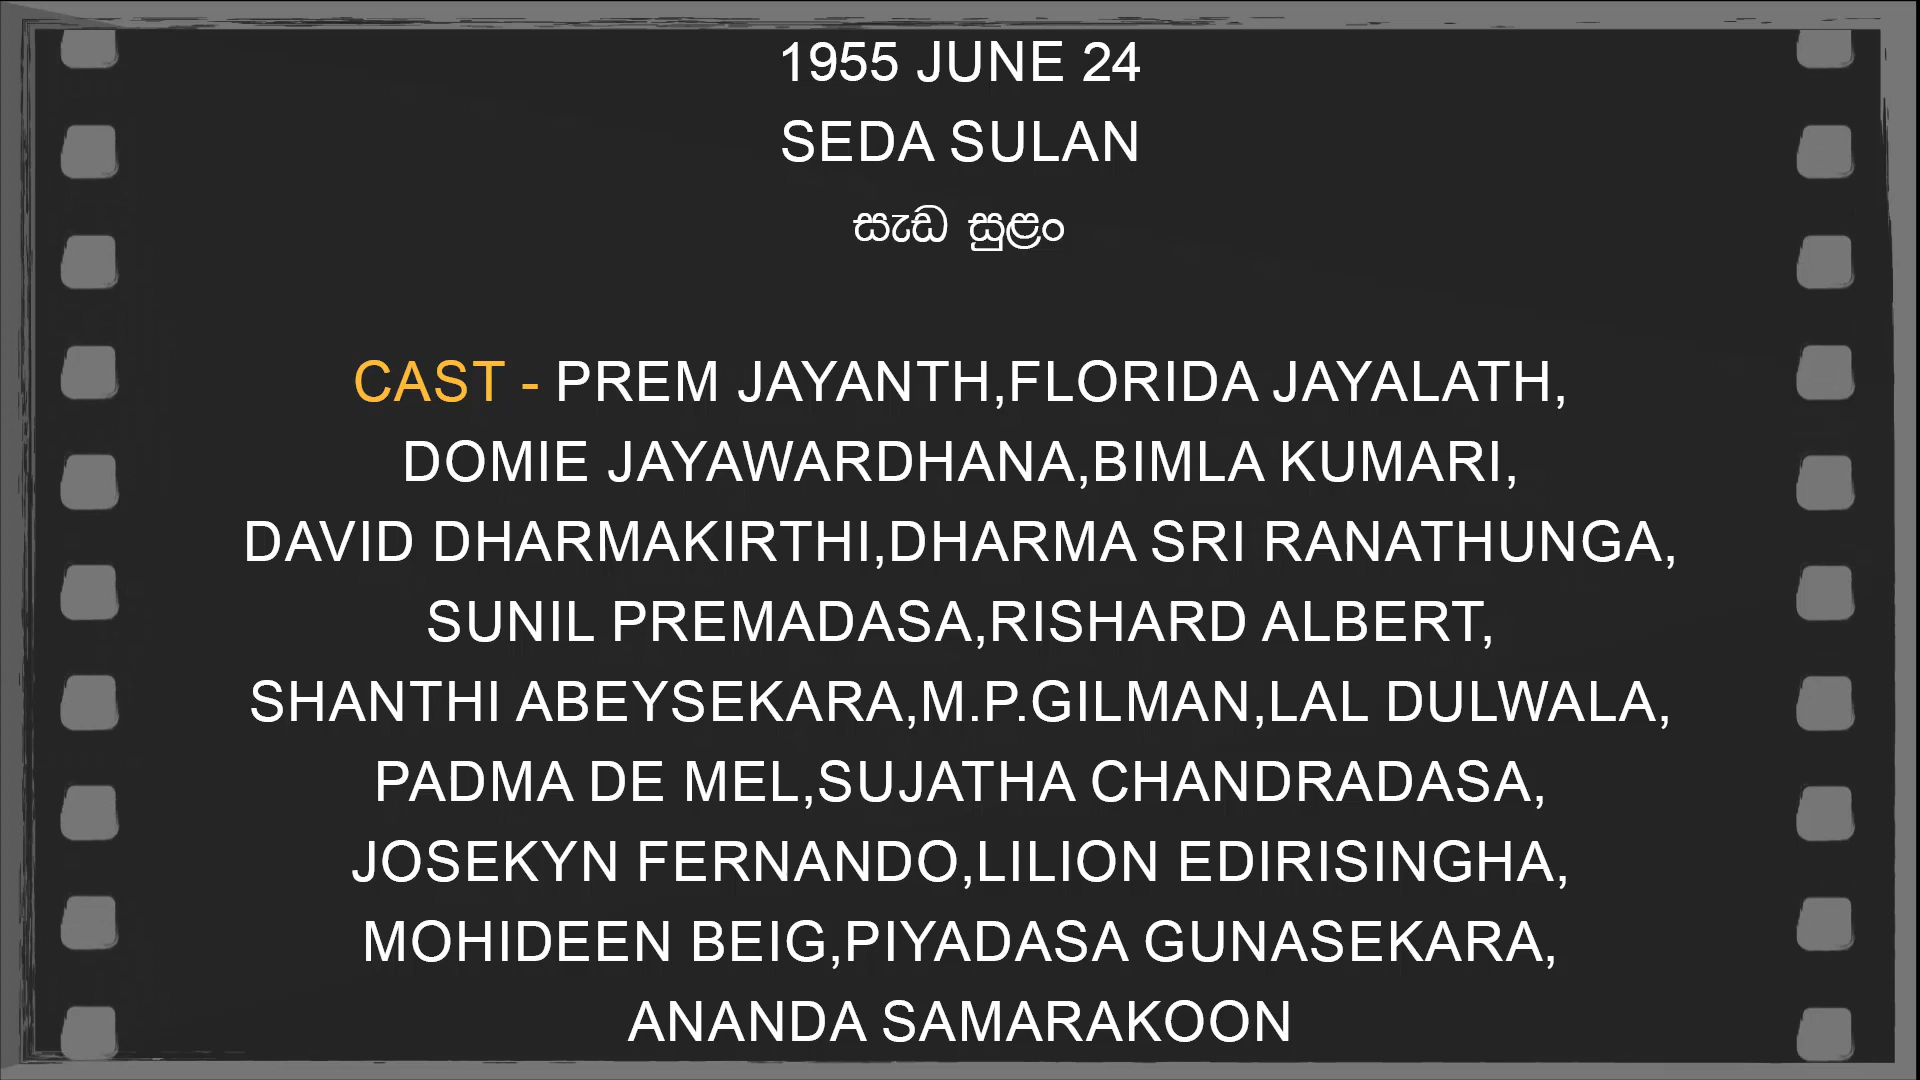 1955 JUNE 24
SEDA SULAN
සැඩ සුළං
CAST - PREM JAYANTH,FLORIDA JAYALATH,
DOMIE JAYAWARDHANA,BIMLA KUMARI,
DAVID DHARMAKIRTHI,DHARMA SRI RANATHUNGA,
SUNIL PREMADASA,RISHARD ALBERT,
SHANTHI ABEYSEKARA,M.P.GILMAN,LAL DULWALA,
PADMA DE MEL,SUJATHA CHANDRADASA,
JOSEKYN FERNANDO,LILION EDIRISINGHA,
MOHIDEEN BEIG,PIYADASA GUNASEKARA,
ANANDA SAMARAKOON